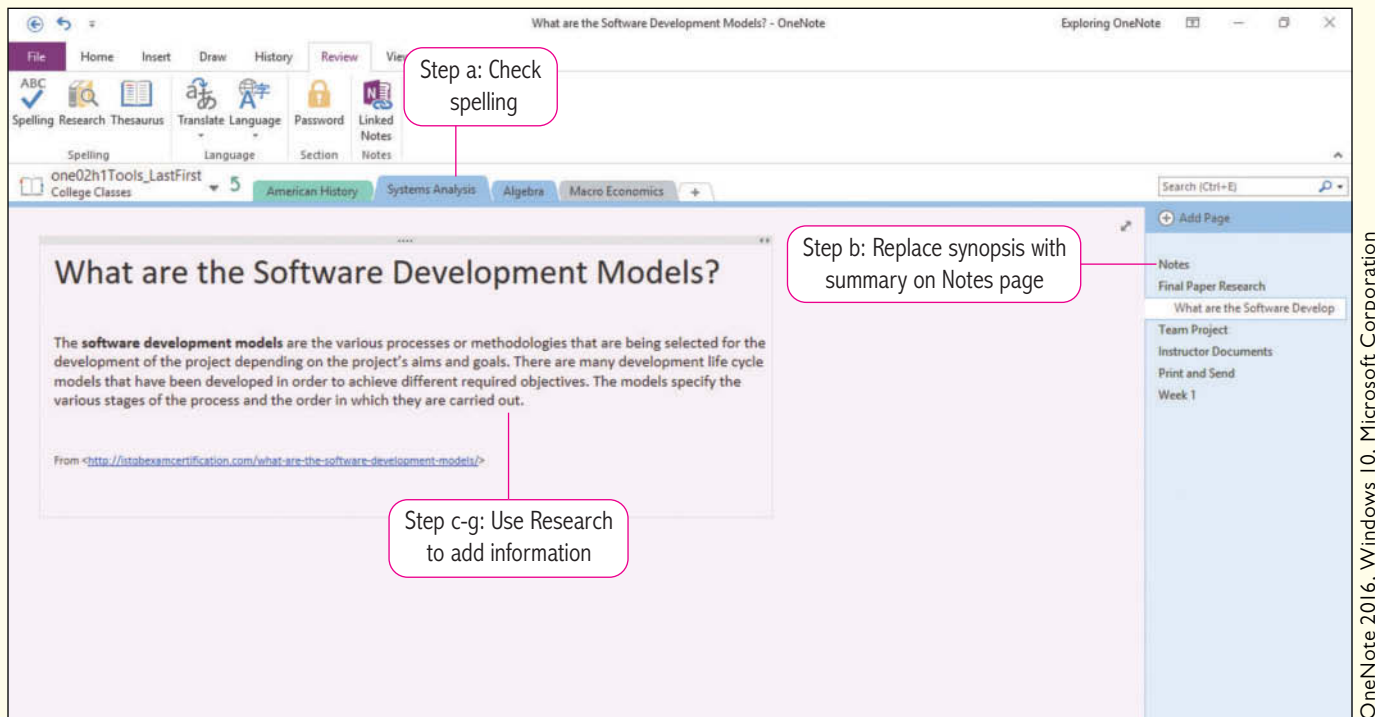 What are the Software Development Models? - OneNote
Exploring OneNote
File Home Insert Draw History Review View
ABC
Spelling Research Thesaurus Translate Language Password Linked Notes
Spelling Language Section Notes
Step a: Check
spelling
one02h1Tools_LastFirst
College Classes
5
American History Systems Analysis Algebra Macro Economics +
Search (Ctrl+E)
Add Page
Notes
Final Paper Research
What are the Software Develop
Team Project
Instructor Documents
Print and Send
Week 1
Step b: Replace synopsis with
summary on Notes page
What are the Software Development Models?
The software development models are the various processes or methodologies that are being selected for the
development of the project depending on the project's aims and goals. There are many development life cycle
models that have been developed in order to achieve different required objectives. The models specify the
various stages of the process and the order in which they are carried out.
From <http://istqbexamcertification.com/what-are-the-software-development-models/>
Step c-g: Use Research
to add information
OneNote 2016, Windows 10, Microsoft Corporation